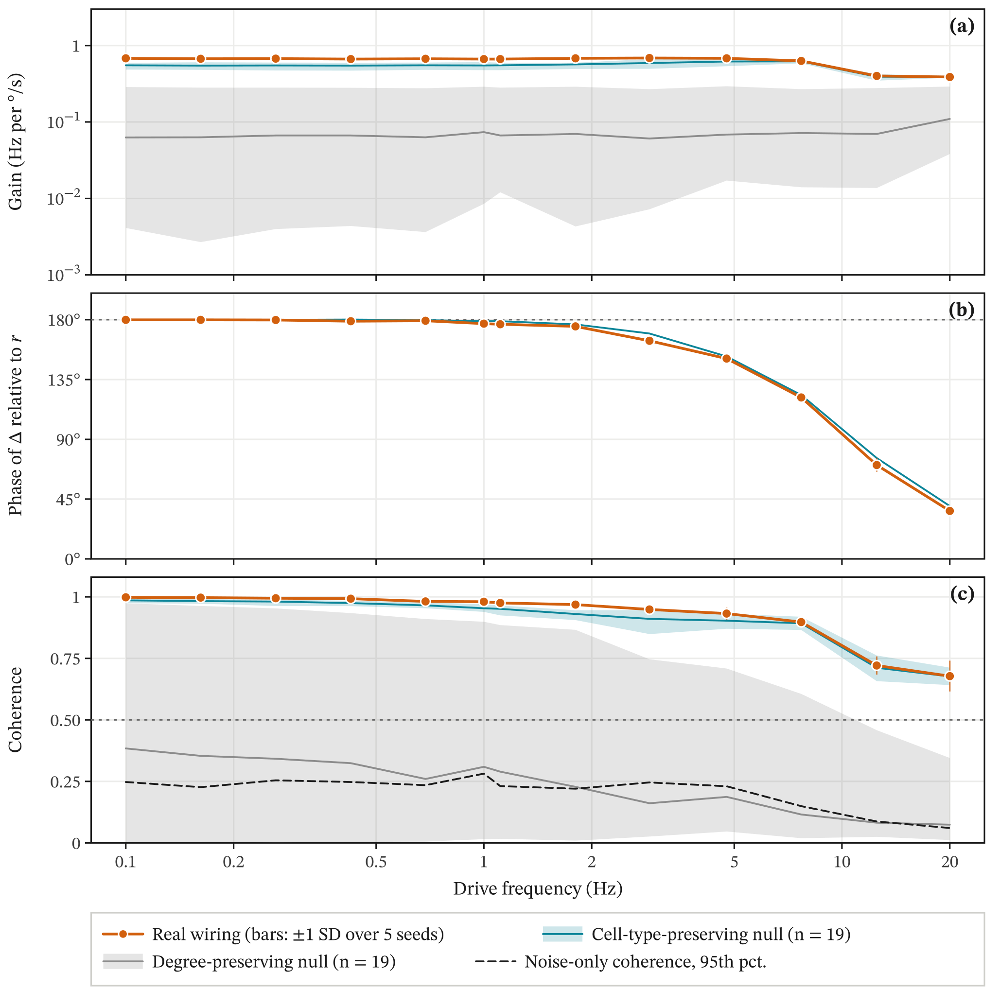 (a)
1
10⁻¹
10⁻²
10⁻³
Gain (Hz per °/s)
(b)
180°
135°
90°
45°
0°
Phase of Δ relative to r
(c)
1
0.75
0.50
0.25
0
Coherence
0.1 0.2 0.5 1 2 5 10 20
Drive frequency (Hz)
Real wiring (bars: ±1 SD over 5 seeds)
Cell-type-preserving null (n = 19)
Degree-preserving null (n = 19)
Noise-only coherence, 95th pct.